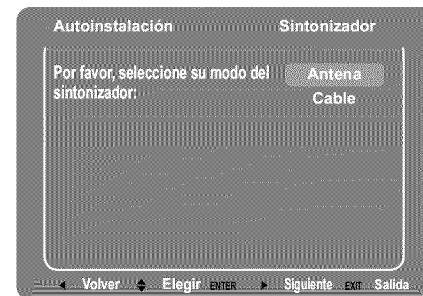 Autoinstalación Sintonizador
Por favor, seleccione su modo del Antena
sintonizador: Cable
Volver Elegir ENTER Siguiente EXIT Salida